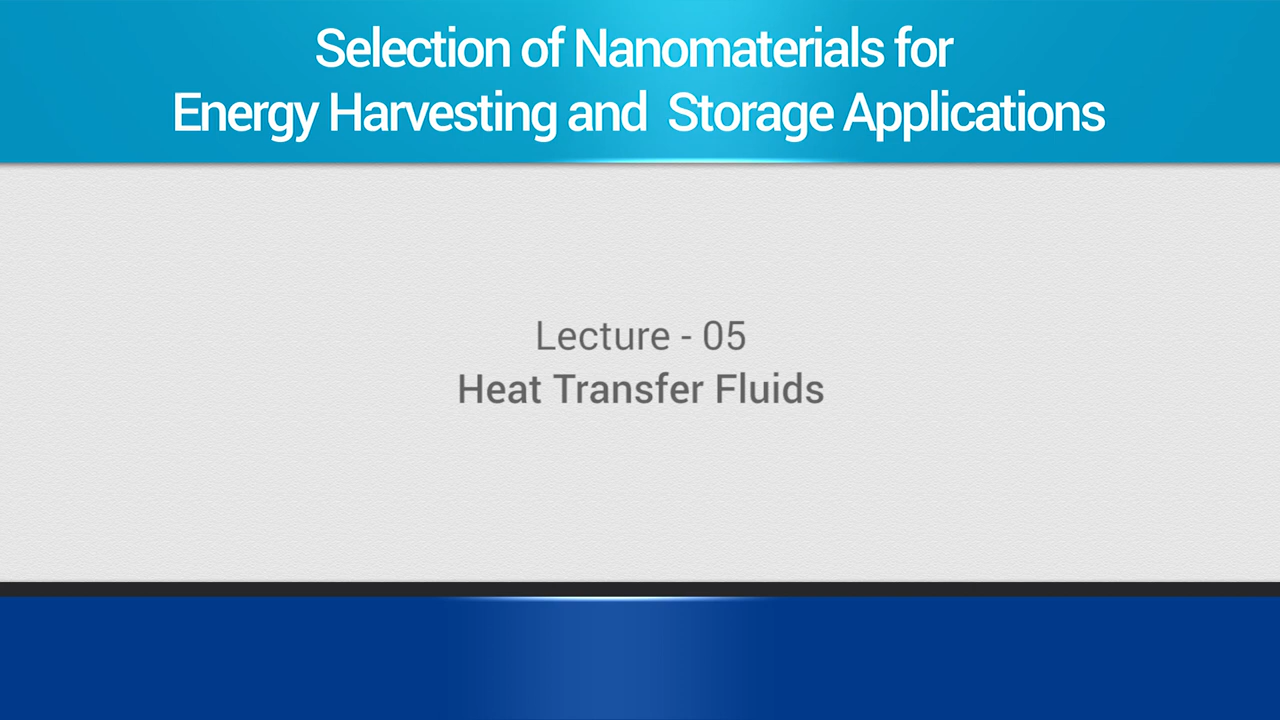 Selection of Nanomaterials for
Energy Harvesting and Storage Applications
Lecture - 05
Heat Transfer Fluids